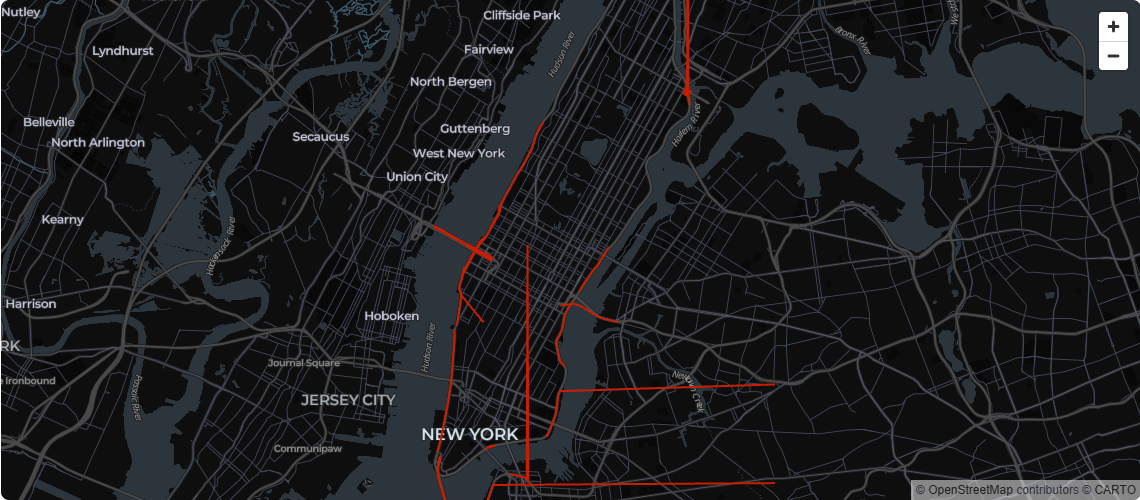 Nutley
Cliffside Park
Lyndhurst
Fairview
Hudson River
Bronx River
+
North Bergen
−
Belleville
Secaucus
Guttenberg
North Arlington
West New York
Harlem River
Union City
Kearny
Hackensack River
Harrison
Hoboken
RK
Hudson River
Journal Square
Ironbound
Newtown Creek
Passaic River
JERSEY CITY
NEW YORK
Communipaw
© OpenStreetMap contributors © CARTO